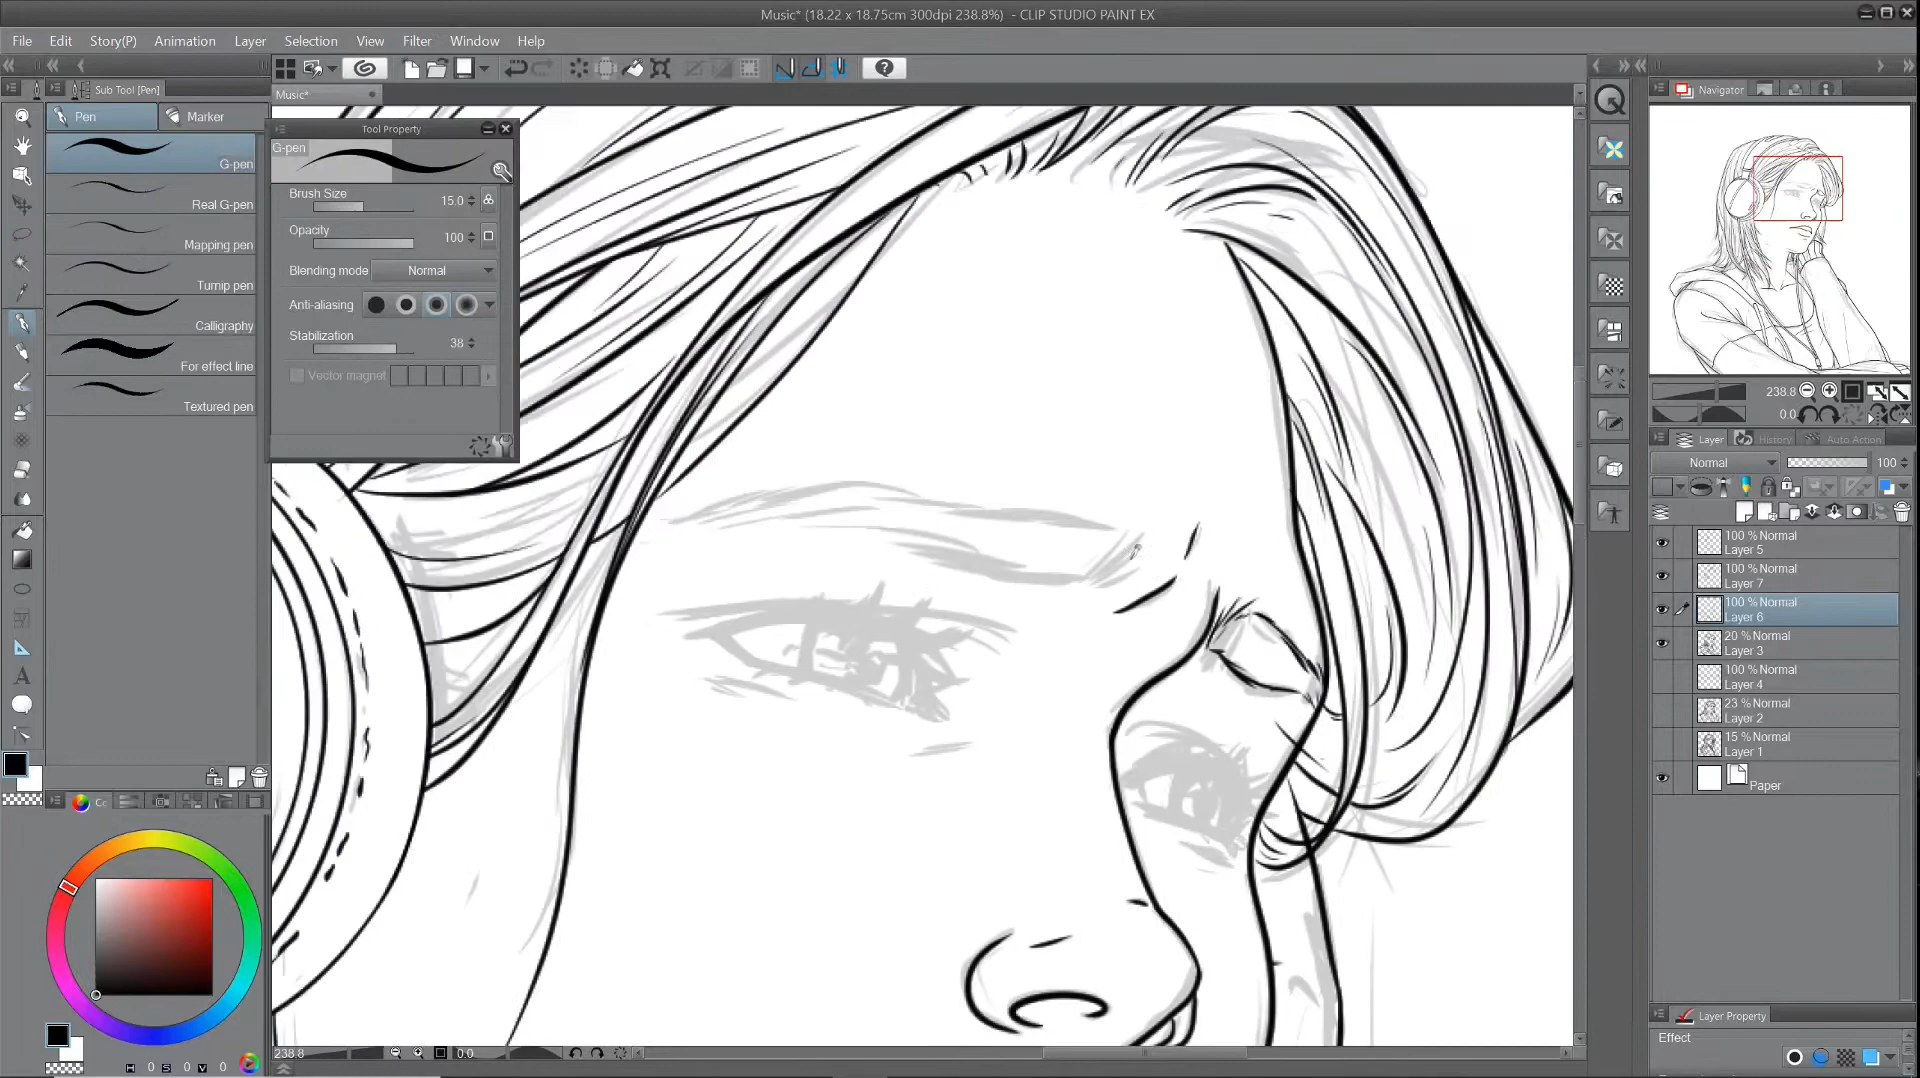 Music* (18.22 x 18.75cm 300dpi 238.8%) - CLIP STUDIO PAINT EX
File Edit Story(P) Animation Layer Selection View Filter Window Help
Sub Tool [Pen]
Music*
Navigator
Pen Marker
G-pen
Real G-pen
Mapping pen
Turnip pen
Calligraphy
For effect line
Textured pen
Tool Property
G-pen
Brush Size 15.0
Opacity 100
Blending mode Normal
Anti-aliasing
Stabilization 38
Vector magnet
238.8
0.0
Layer History Auto Action
Normal 100
100 % Normal
Layer 5
100 % Normal
Layer 7
100 % Normal
Layer 6
20 % Normal
Layer 3
100 % Normal
Layer 4
23 % Normal
Layer 2
15 % Normal
Layer 1
Paper
Layer Property
Effect
Cc
H 0 S 0 V 0
238.8 0.0